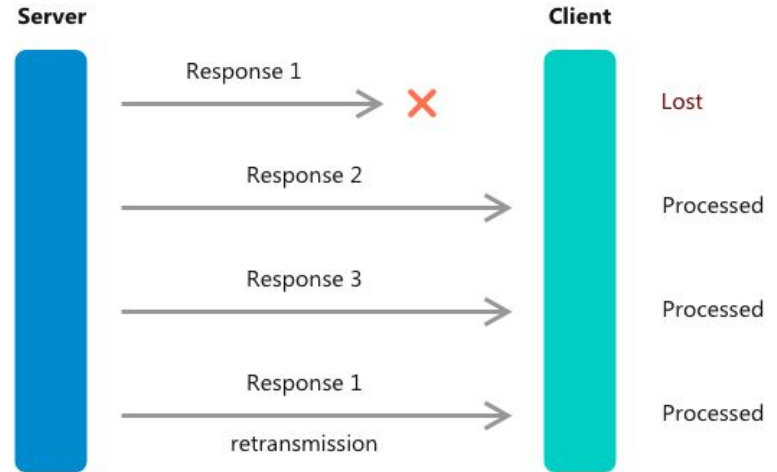 Server
Client
Response 1
Lost
Response 2
Processed
Response 3
Processed
Response 1
Processed
retransmission